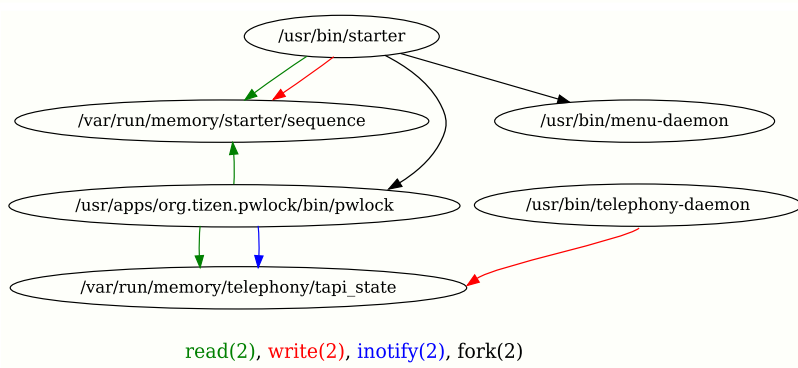 /usr/bin/starter
/var/run/memory/starter/sequence
/usr/bin/menu-daemon
/usr/apps/org.tizen.pwlock/bin/pwlock
/usr/bin/telephony-daemon
/var/run/memory/telephony/tapi_state
read(2), write(2), inotify(2), fork(2)